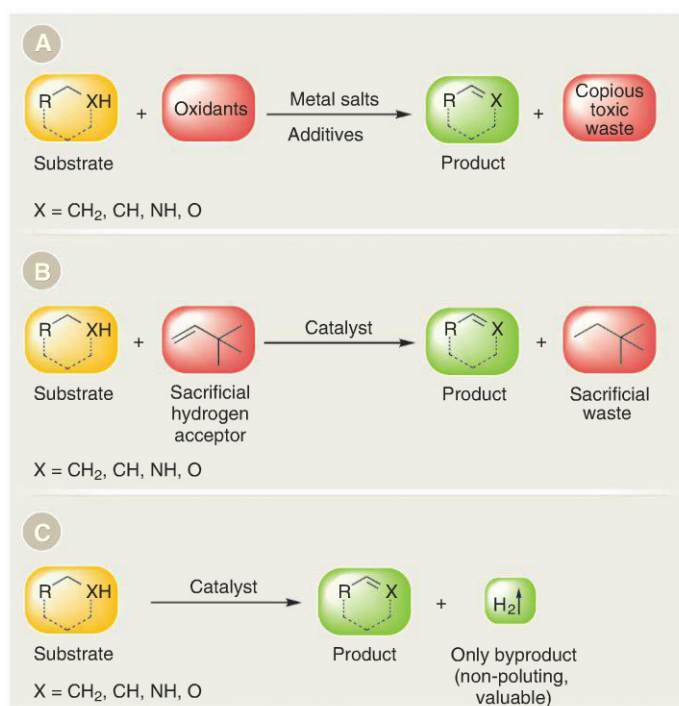 A
R XH + Oxidants Metal salts R X + Copious
toxic
waste
Additives
Substrate Product
X = CH₂, CH, NH, O
B
R XH + Catalyst R X +
Substrate Sacrificial Product Sacrificial
hydrogen waste
acceptor
X = CH₂, CH, NH, O
C
R XH Catalyst R X + H₂
Substrate Product Only byproduct
(non-poluting,
valuable)
X = CH₂, CH, NH, O